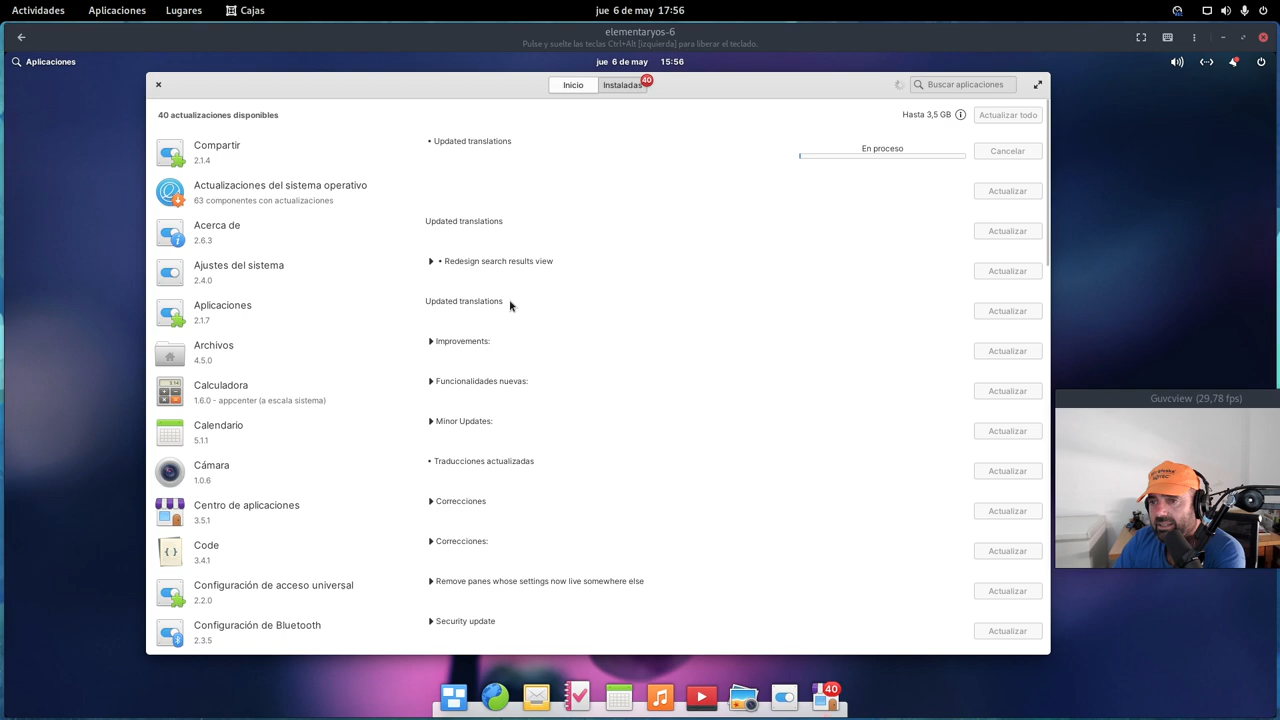 Actividades
Aplicaciones
Lugares
Cajas
jue 6 de may 17:56
elementaryos-6
Pulse y suelte las teclas Ctrl+Alt [izquierda] para liberar el teclado.
Aplicaciones
jue 6 de may 15:56
Inicio
Instaladas
40
Buscar aplicaciones
40 actualizaciones disponibles
Hasta 3,5 GB
Actualizar todo
Compartir
2.1.4
• Updated translations
En proceso
Cancelar
Actualizaciones del sistema operativo
63 componentes con actualizaciones
Actualizar
Acerca de
2.6.3
Updated translations
Actualizar
Ajustes del sistema
2.4.0
• Redesign search results view
Actualizar
Aplicaciones
2.1.7
Updated translations
Actualizar
Archivos
4.5.0
Improvements:
Actualizar
Calculadora
1.6.0 - appcenter (a escala sistema)
Funcionalidades nuevas:
Actualizar
Calendario
5.1.1
Minor Updates:
Actualizar
Cámara
1.0.6
• Traducciones actualizadas
Actualizar
Centro de aplicaciones
3.5.1
Correcciones
Actualizar
Code
3.4.1
Correcciones:
Actualizar
Configuración de acceso universal
2.2.0
Remove panes whose settings now live somewhere else
Actualizar
Configuración de Bluetooth
2.3.5
Security update
Actualizar
Guvcview (29,78 fps)
40